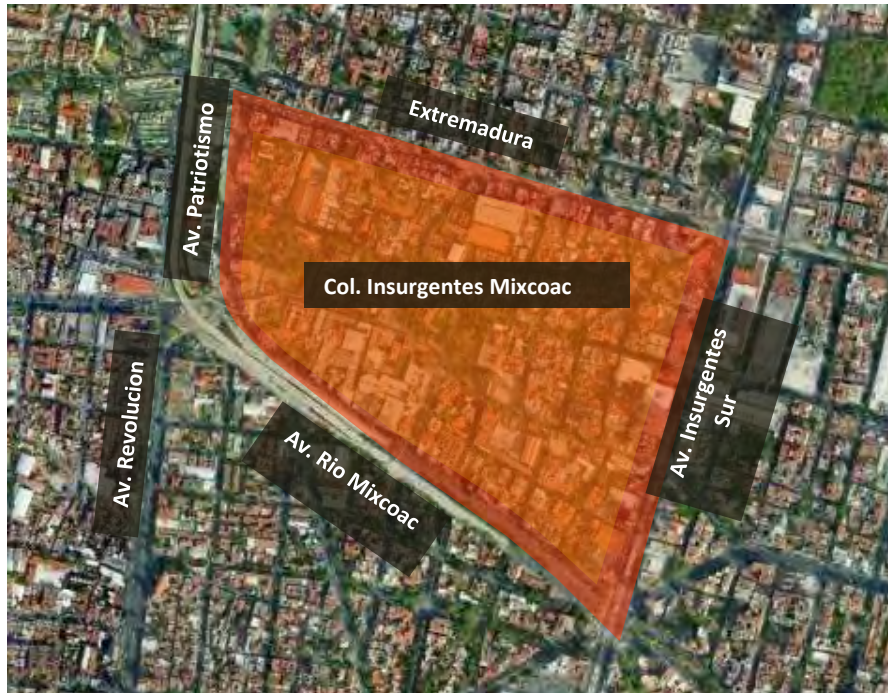 Extremadura
Av. Patriotismo
Col. Insurgentes Mixcoac
Av. Insurgentes
Sur
Av. Revolucion
Av. Rio Mixcoac